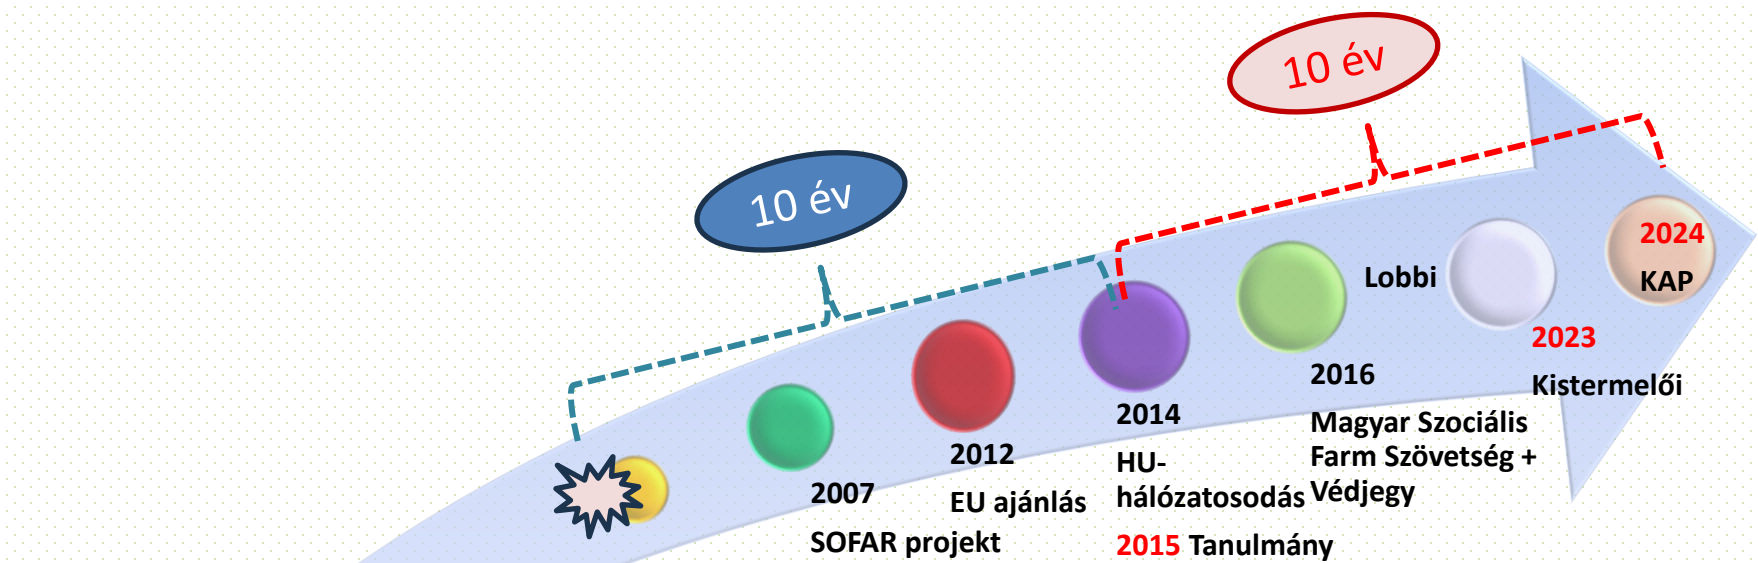 10 év
10 év
2007
SOFAR projekt
2012
EU ajánlás
2014
HU-
hálózatosodás
2015 Tanulmány
2016
Magyar Szociális
Farm Szövetség +
Védjegy
Lobbi
2023
Kistermelői
2024
KAP